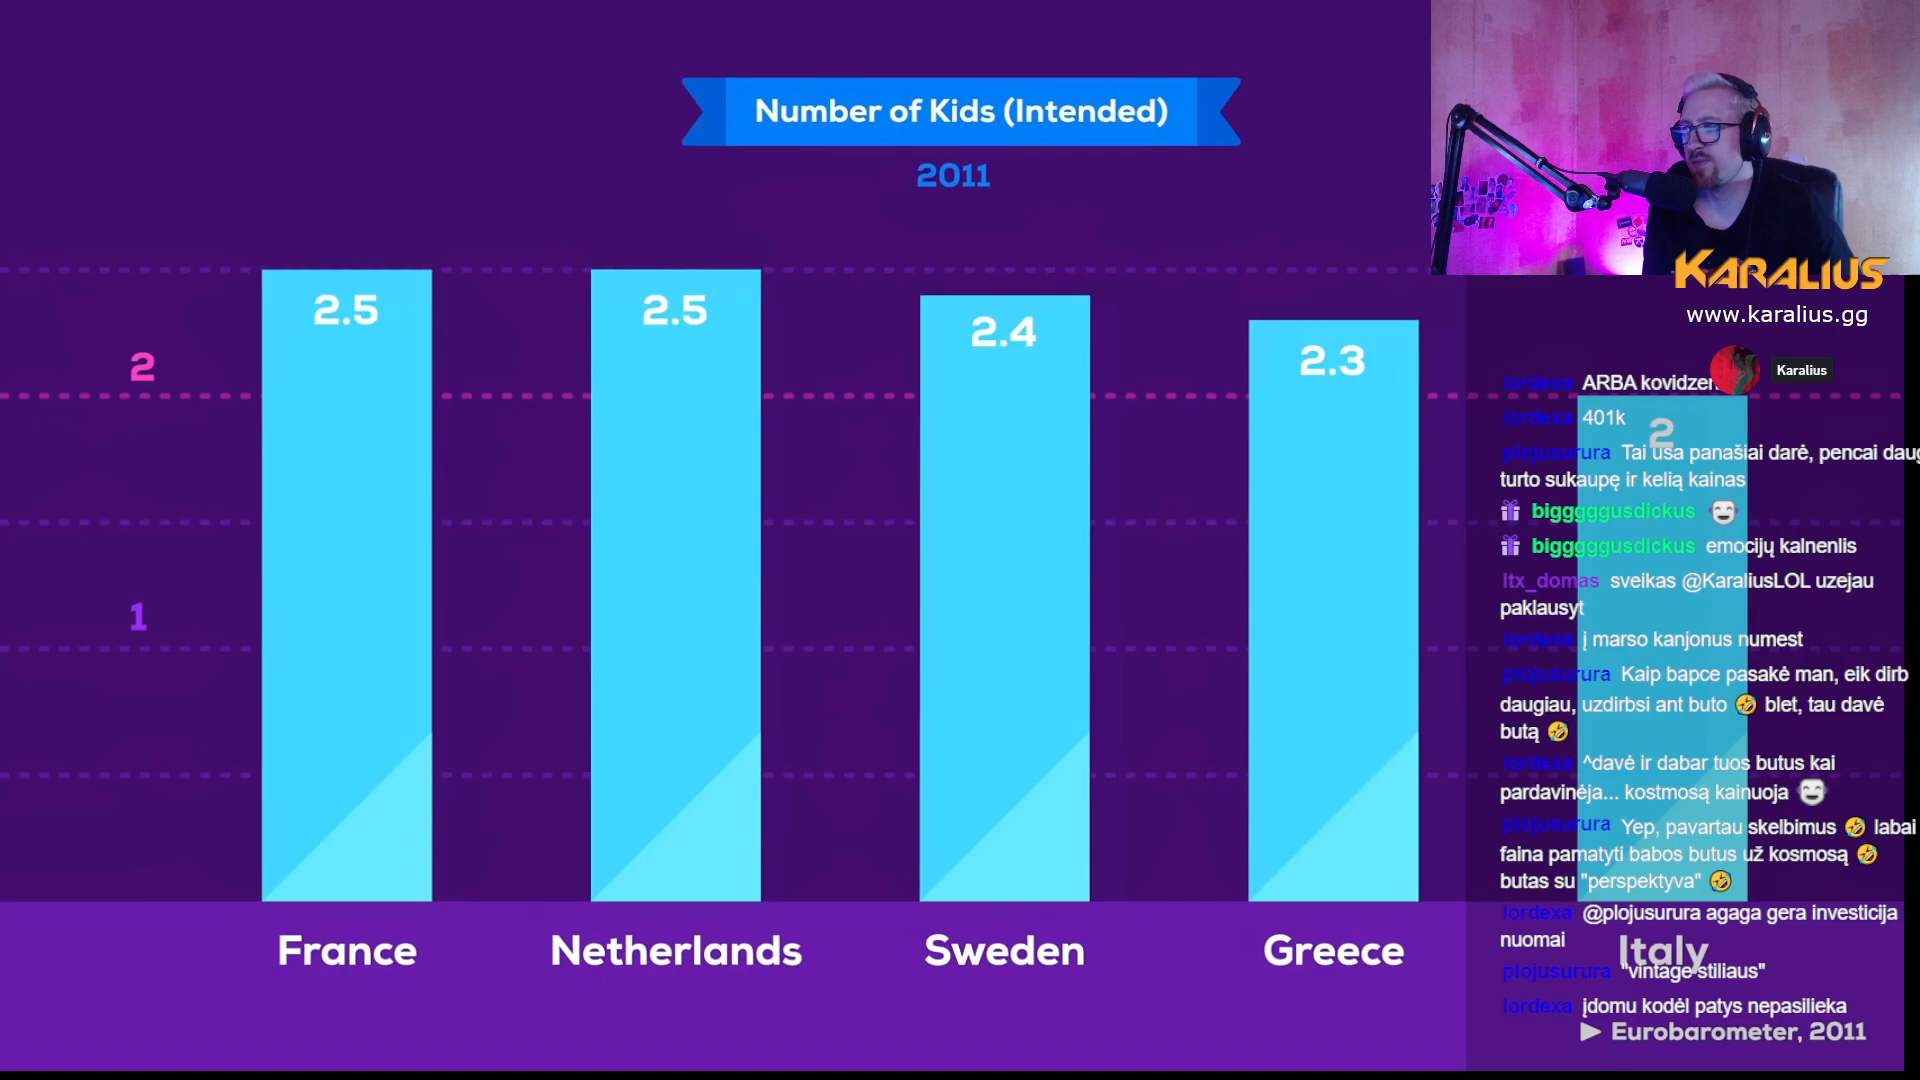 Number of Kids (Intended)
2011
2.5
2.5
2.4
2.3
2
2
1
France
Netherlands
Sweden
Greece
Italy
Eurobarometer, 2011
KARALIUS
www.karalius.gg
Karalius
lordexa ARBA kovidzen
lordexa 401k
plojusurura Tai usa panašiai darė, pencai daug
turto sukaupę ir kelią kainas
bigggggusdickus
bigggggusdickus emocijų kalnenlis
ltx_domas sveikas @KaraliusLOL uzejau
paklausyt
lordexa į marso kanjonus numest
plojusurura Kaip bapce pasakė man, eik dirb
daugiau, uzdirbsi ant buto 🤣 blet, tau davė
butą 🤣
lordexa ^davė ir dabar tuos butus kai
pardavinėja... kostmosą kainuoja
plojusurura Yep, pavartau skelbimus 🤣 labai
faina pamatyti babos butus už kosmosą 🤣
butas su "perspektyva" 🤣
lordexa @plojusurura agaga gera investicija
nuomai
plojusurura "vintage stiliaus"
lordexa įdomu kodėl patys nepasilieka